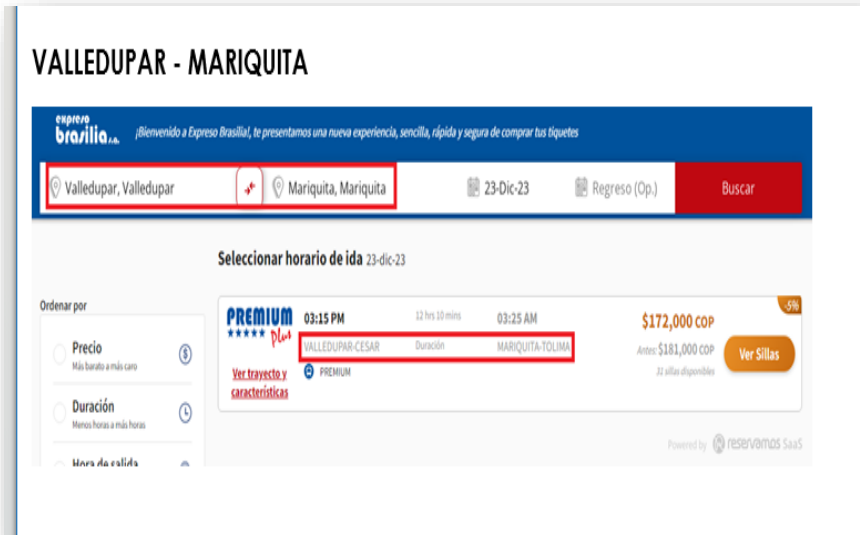 VALLEDUPAR - MARIQUITA
expreso
brasilia s.a.
¡Bienvenido a Expreso Brasilia!, te presentamos una nueva experiencia, sencilla, rápida y segura de comprar tus tiquetes
Valledupar, Valledupar
Mariquita, Mariquita
23-Dic-23
Regreso (Op.)
Buscar
Seleccionar horario de ida 23-dic-23
Ordenar por
Precio
Más barato a más caro
Duración
Menos horas a más horas
Hora de salida
PREMIUM
Plus
Ver trayecto y
características
03:15 PM
12 hrs 10 mins
03:25 AM
VALLEDUPAR-CESAR
Duración
MARIQUITA-TOLIMA
PREMIUM
-5%
$172,000 COP
Antes: $181,000 COP
31 sillas disponibles
Ver Sillas
Powered by reservamos SaaS